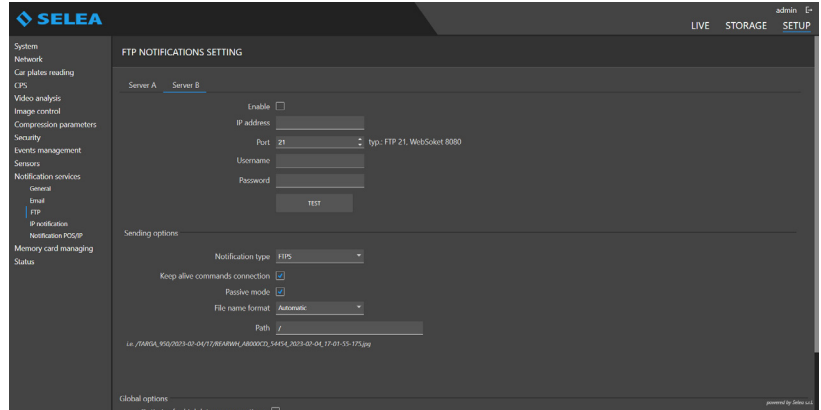 SELEA
admin
LIVE STORAGE SETUP
System
Network
Car plates reading
CPS
Video analysis
Image control
Compression parameters
Security
Events management
Sensors
Notification services
General
Email
FTP
IP notification
Notification POS/IP
Memory card managing
Status
FTP NOTIFICATIONS SETTING
Server A Server B
Enable
IP address
Port 21 typ.: FTP 21, WebSoket 8080
Username
Password
TEST
Sending options
Notification type FTPS
Keep alive commands connection
Passive mode
File name format Automatic
Path /
i.e. /TARGA_950/2023-02-04/17/REARWH_AB000CD_54454_2023-02-04_17-01-55-175.jpg
Global options
powered by Selea s.r.l.